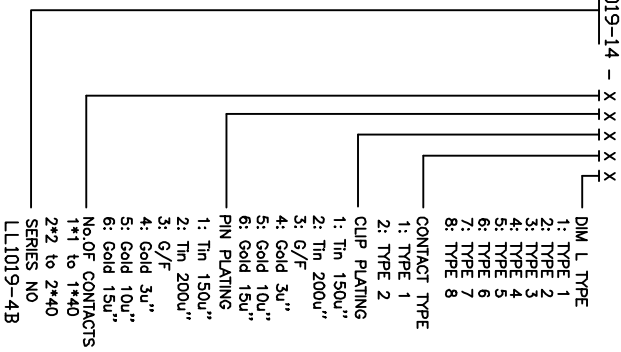 019-14 - X X X X X
DIM L TYPE
1: TYPE 1
2: TYPE 2
3: TYPE 3
4: TYPE 4
5: TYPE 5
6: TYPE 6
7: TYPE 7
8: TYPE 8
CONTACT TYPE
1: TYPE 1
2: TYPE 2
CLIP PLATING
1: Tin 150u"
2: Tin 200u"
3: G/F
4: Gold 3u"
5: Gold 10u"
6: Gold 15u"
PIN PLATING
1: Tin 150u"
2: Tin 200u"
3: G/F
4: Gold 3u"
5: Gold 10u"
6: Gold 15u"
No.OF CONTACTS
1*1 to 1*40
2*2 to 2*40
SERIES NO
LL1019-4B